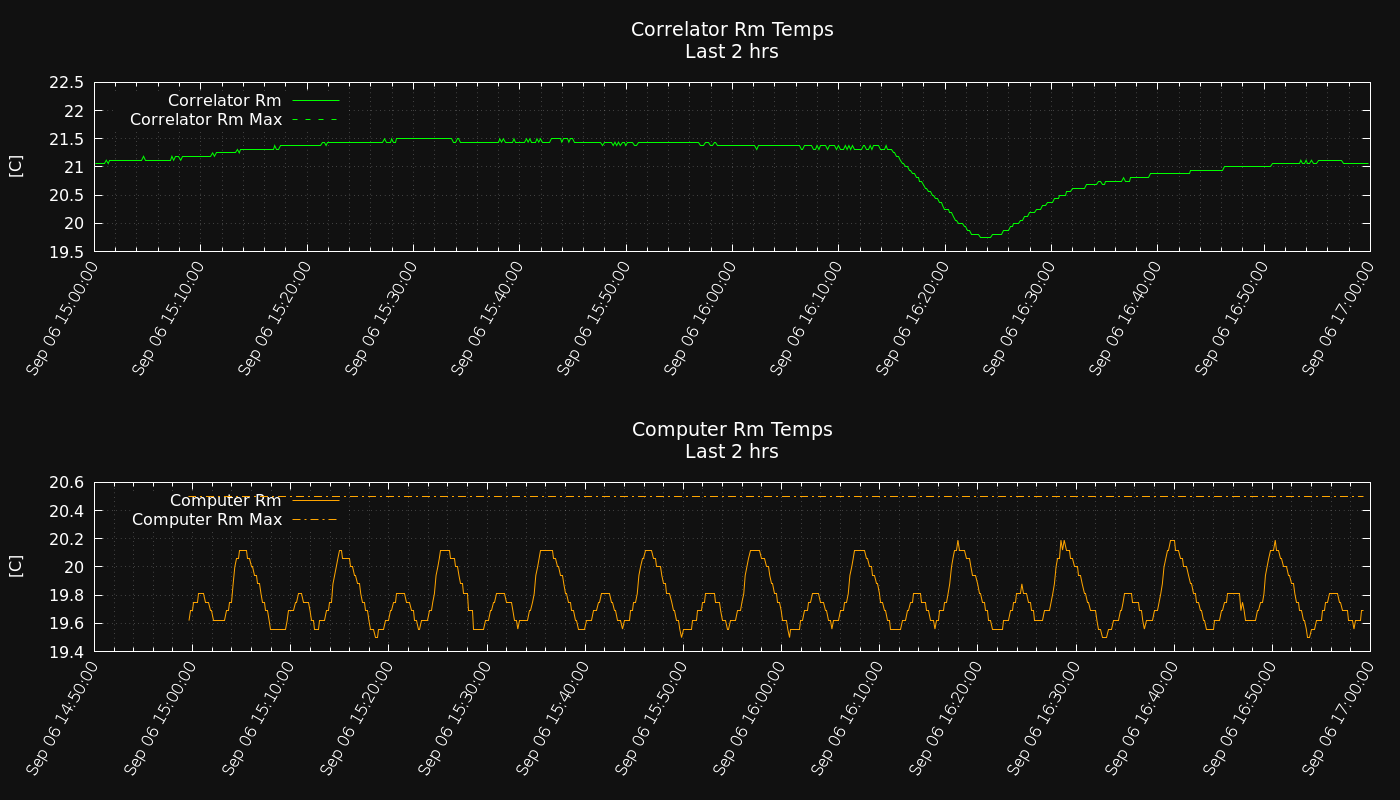 Correlator Rm Temps
Last 2 hrs
22.5
22
21.5
21
20.5
20
19.5
[C]
Correlator Rm
Correlator Rm Max
Sep 06 15:00:00
Sep 06 15:10:00
Sep 06 15:20:00
Sep 06 15:30:00
Sep 06 15:40:00
Sep 06 15:50:00
Sep 06 16:00:00
Sep 06 16:10:00
Sep 06 16:20:00
Sep 06 16:30:00
Sep 06 16:40:00
Sep 06 16:50:00
Sep 06 17:00:00
Computer Rm Temps
Last 2 hrs
20.6
20.4
20.2
20
19.8
19.6
19.4
[C]
Computer Rm
Computer Rm Max
Sep 06 14:50:00
Sep 06 15:00:00
Sep 06 15:10:00
Sep 06 15:20:00
Sep 06 15:30:00
Sep 06 15:40:00
Sep 06 15:50:00
Sep 06 16:00:00
Sep 06 16:10:00
Sep 06 16:20:00
Sep 06 16:30:00
Sep 06 16:40:00
Sep 06 16:50:00
Sep 06 17:00:00